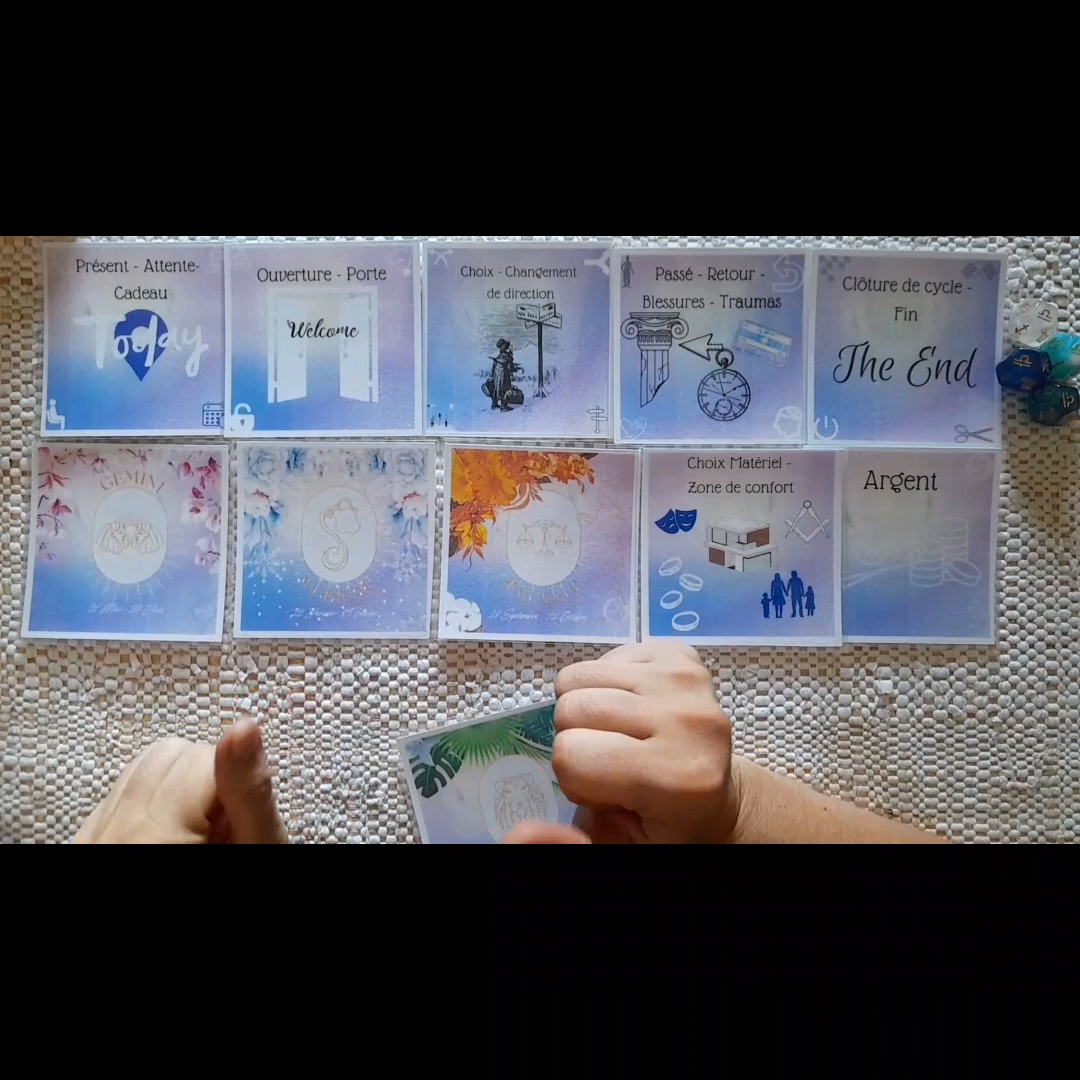 Présent - Attente-
Cadeau
Today
Ouverture - Porte
Welcome
Choix - Changement
de direction
Passé - Retour -
Blessures - Traumas
Clôture de cycle -
Fin
The End
GEMINI
Choix Matériel -
Zone de confort
Argent